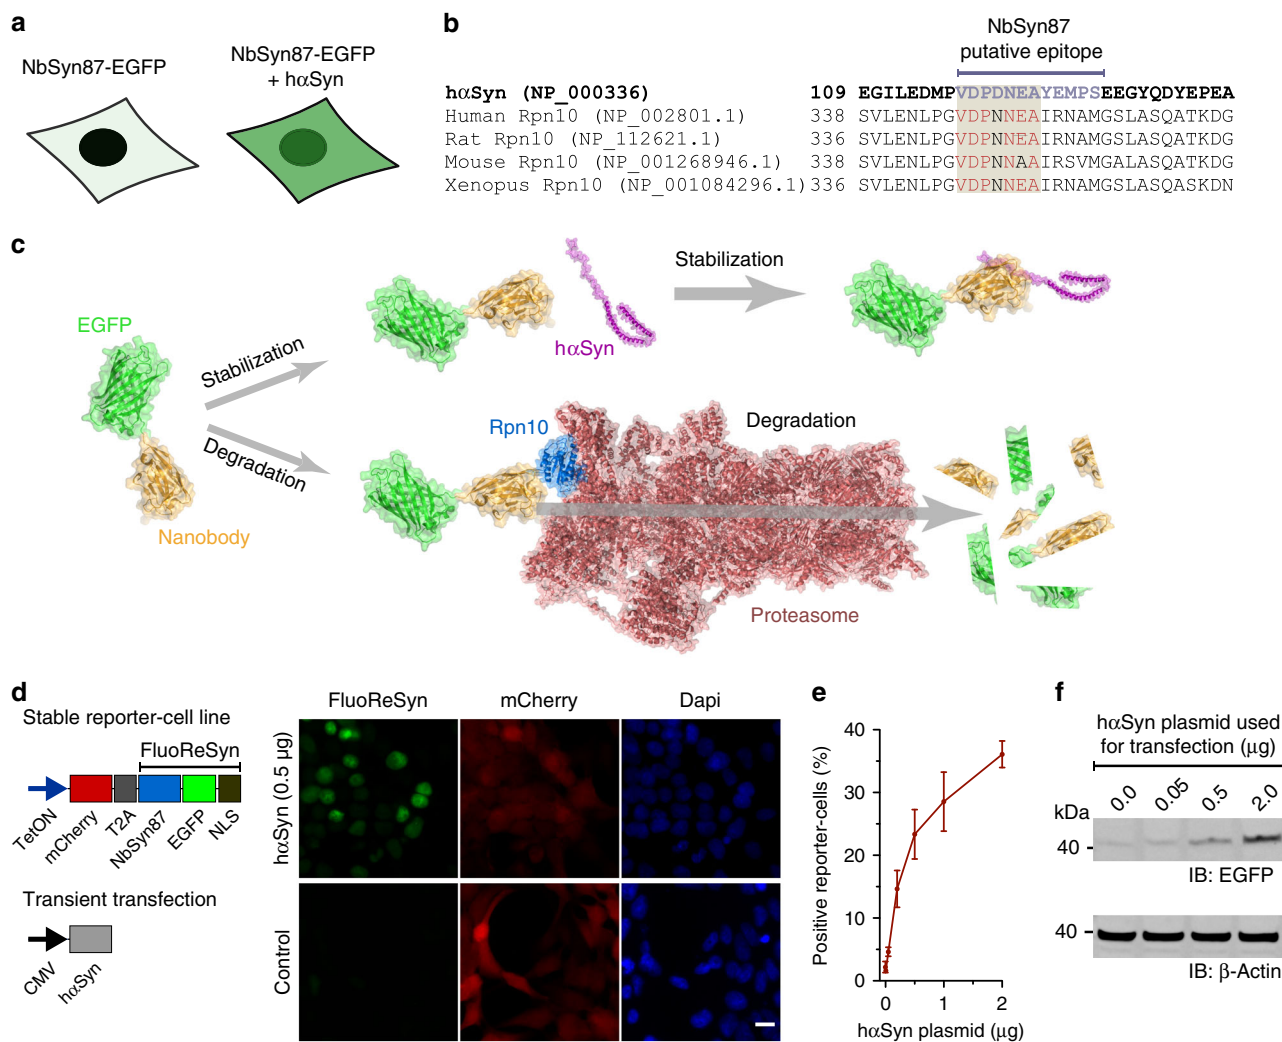 a
NbSyn87-EGFP
NbSyn87-EGFP
+ hαSyn
b
NbSyn87
putative epitope
hαSyn (NP_000336) 109 EGILEDMPVDPDNEAYEMPSEEGYQDYEPEA
Human Rpn10 (NP_002801.1) 338 SVLENLPGVDPNNEAIRNAMGSLASQATKDG
Rat Rpn10 (NP_112621.1) 336 SVLENLPGVDPNNEAIRNAMGSLASQATKDG
Mouse Rpn10 (NP_001268946.1) 338 SVLENLPGVDPNNAAIRSVMGALASQATKDG
Xenopus Rpn10 (NP_001084296.1) 336 SVLENLPGVDPNNEAIRNAMGSLASQASKDN
c
EGFP
Nanobody
Stabilization
Degradation
hαSyn
Stabilization
Rpn10
Degradation
Proteasome
d
Stable reporter-cell line
FluoReSyn
TetON
mCherry
T2A
NbSyn87
EGFP
NLS
Transient transfection
CMV
hαSyn
FluoReSyn
mCherry
Dapi
hαSyn (0.5 µg)
Control
e
Positive reporter-cells (%)
40
30
20
10
0
0 1 2
hαSyn plasmid (µg)
f
hαSyn plasmid used
for transfection (µg)
0.0 0.05 0.5 2.0
kDa
40
IB: EGFP
40
IB: β-Actin